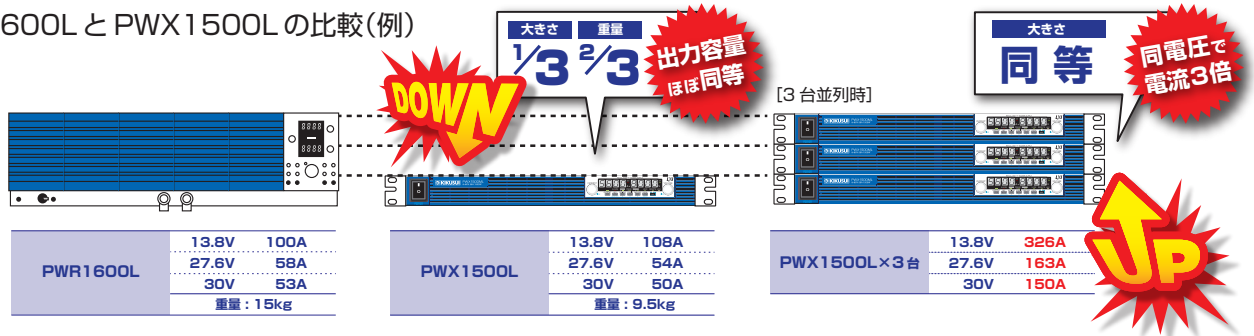 600LとPWX1500Lの比較(例)
大きさ 重量
1/3 2/3
出力容量
ほぼ同等
DOWN
大きさ
同等
同電圧で
電流3倍
[3台並列時]
KIKUSUI
KIKUSUI
KIKUSUI
KIKUSUI
PWR1600L
13.8V 100A
27.6V 58A
30V 53A
重量:15kg
PWX1500L
13.8V 108A
27.6V 54A
30V 50A
重量:9.5kg
PWX1500L×3台
13.8V 326A
27.6V 163A
30V 150A
UP